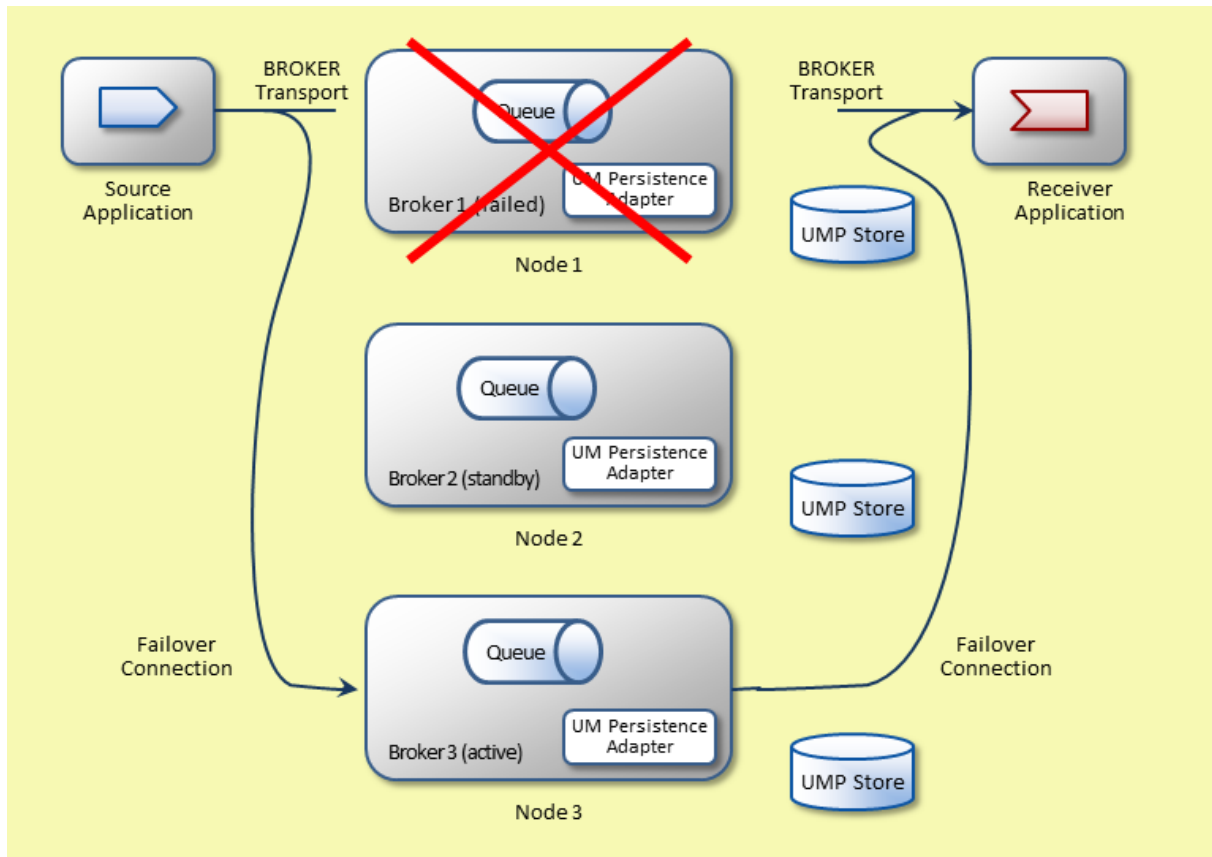 BROKER
Transport
Queue
UM Persistence
Adapter
Broker 1 (failed)
Node 1
BROKER
Transport
Source
Application
Receiver
Application
UMP Store
Queue
UM Persistence
Adapter
Broker 2 (standby)
Node 2
UMP Store
Failover
Connection
Queue
UM Persistence
Adapter
Broker 3 (active)
Node 3
Failover
Connection
UMP Store